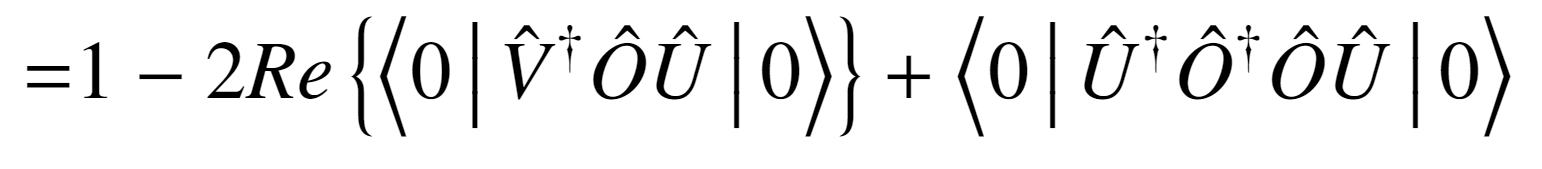 =1 − 2Re{⟨0|V̂†ÔÛ|0⟩} + ⟨0|Û†Ô†ÔÛ|0⟩